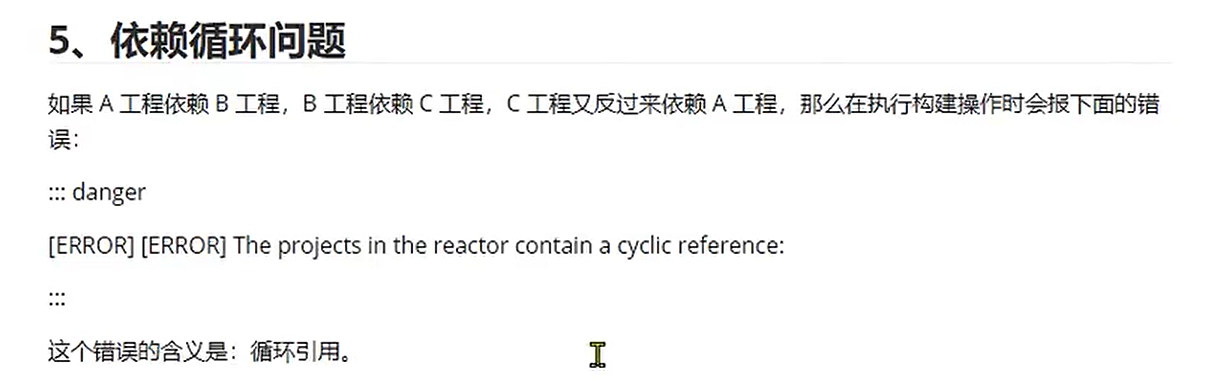 5、依赖循环问题
如果 A 工程依赖 B 工程，B 工程依赖 C 工程，C 工程又反过来依赖 A 工程，那么在执行构建操作时会报下面的错
误：
::: danger
[ERROR] [ERROR] The projects in the reactor contain a cyclic reference:
:::
这个错误的含义是：循环引用。